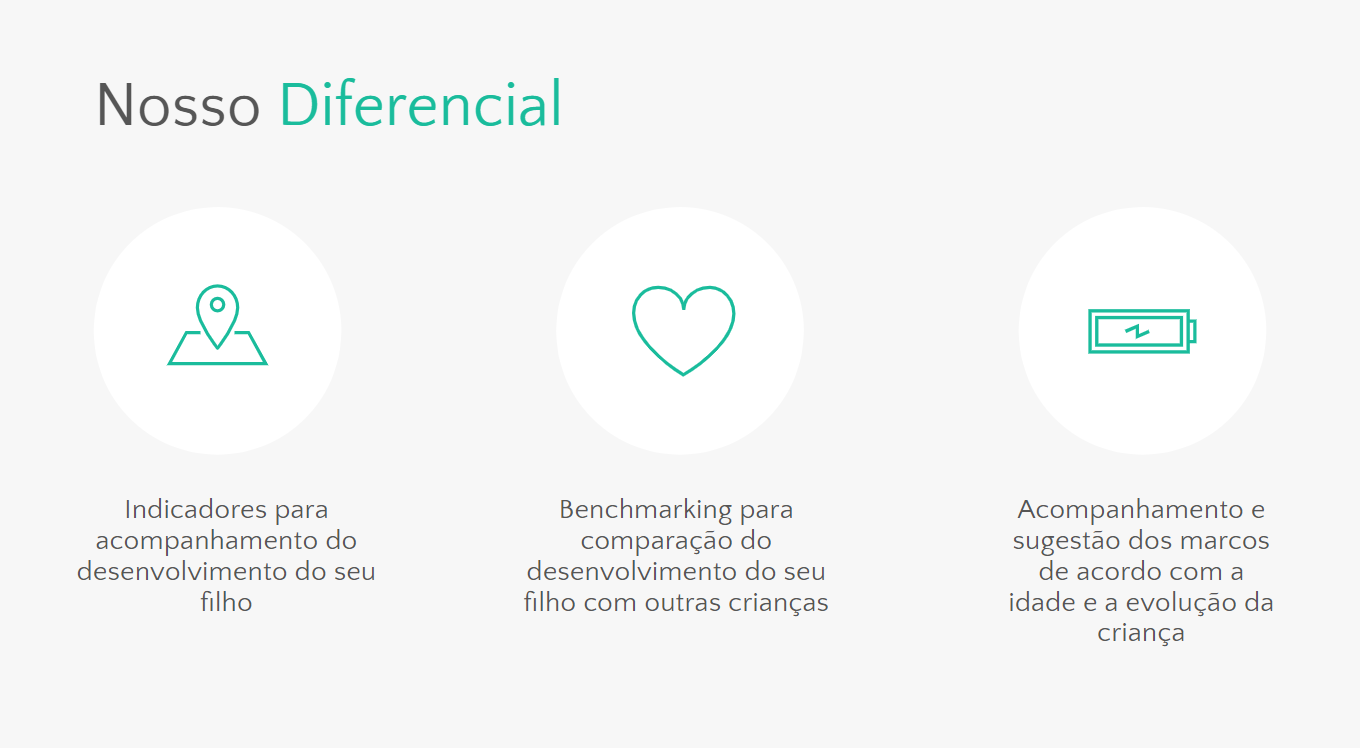 Nosso Diferencial
Indicadores para
acompanhamento do
desenvolvimento do seu
filho
Benchmarking para
comparação do
desenvolvimento do seu
filho com outras crianças
Acompanhamento e
sugestão dos marcos
de acordo com a
idade e a evolução da
criança